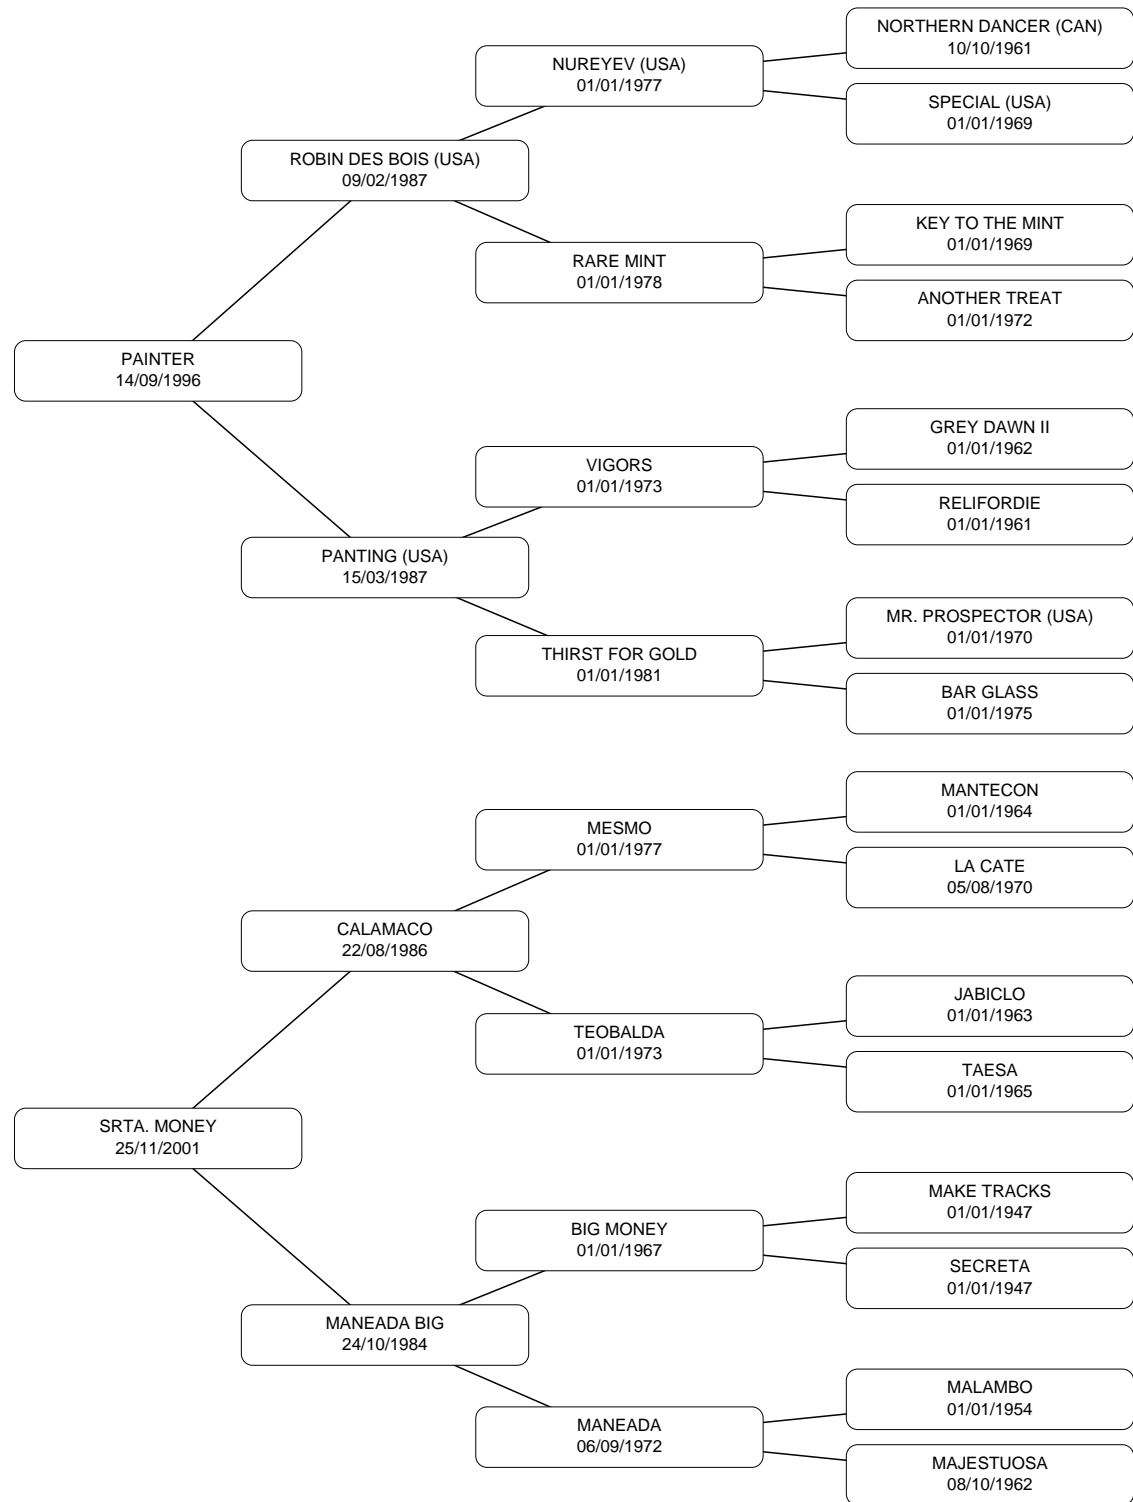 NORTHERN DANCER (CAN)
10/10/1961
NUREYEV (USA)
01/01/1977
SPECIAL (USA)
01/01/1969
ROBIN DES BOIS (USA)
09/02/1987
KEY TO THE MINT
01/01/1969
RARE MINT
01/01/1978
ANOTHER TREAT
01/01/1972
PAINTER
14/09/1996
GREY DAWN II
01/01/1962
VIGORS
01/01/1973
RELIFORDIE
01/01/1961
PANTING (USA)
15/03/1987
MR. PROSPECTOR (USA)
01/01/1970
THIRST FOR GOLD
01/01/1981
BAR GLASS
01/01/1975
MANTECON
01/01/1964
MESMO
01/01/1977
LA CATE
05/08/1970
CALAMACO
22/08/1986
JABICLO
01/01/1963
TEOBALDA
01/01/1973
TAESA
01/01/1965
SRTA. MONEY
25/11/2001
MAKE TRACKS
01/01/1947
BIG MONEY
01/01/1967
SECRETA
01/01/1947
MANEADA BIG
24/10/1984
MALAMBO
01/01/1954
MANEADA
06/09/1972
MAJESTUOSA
08/10/1962